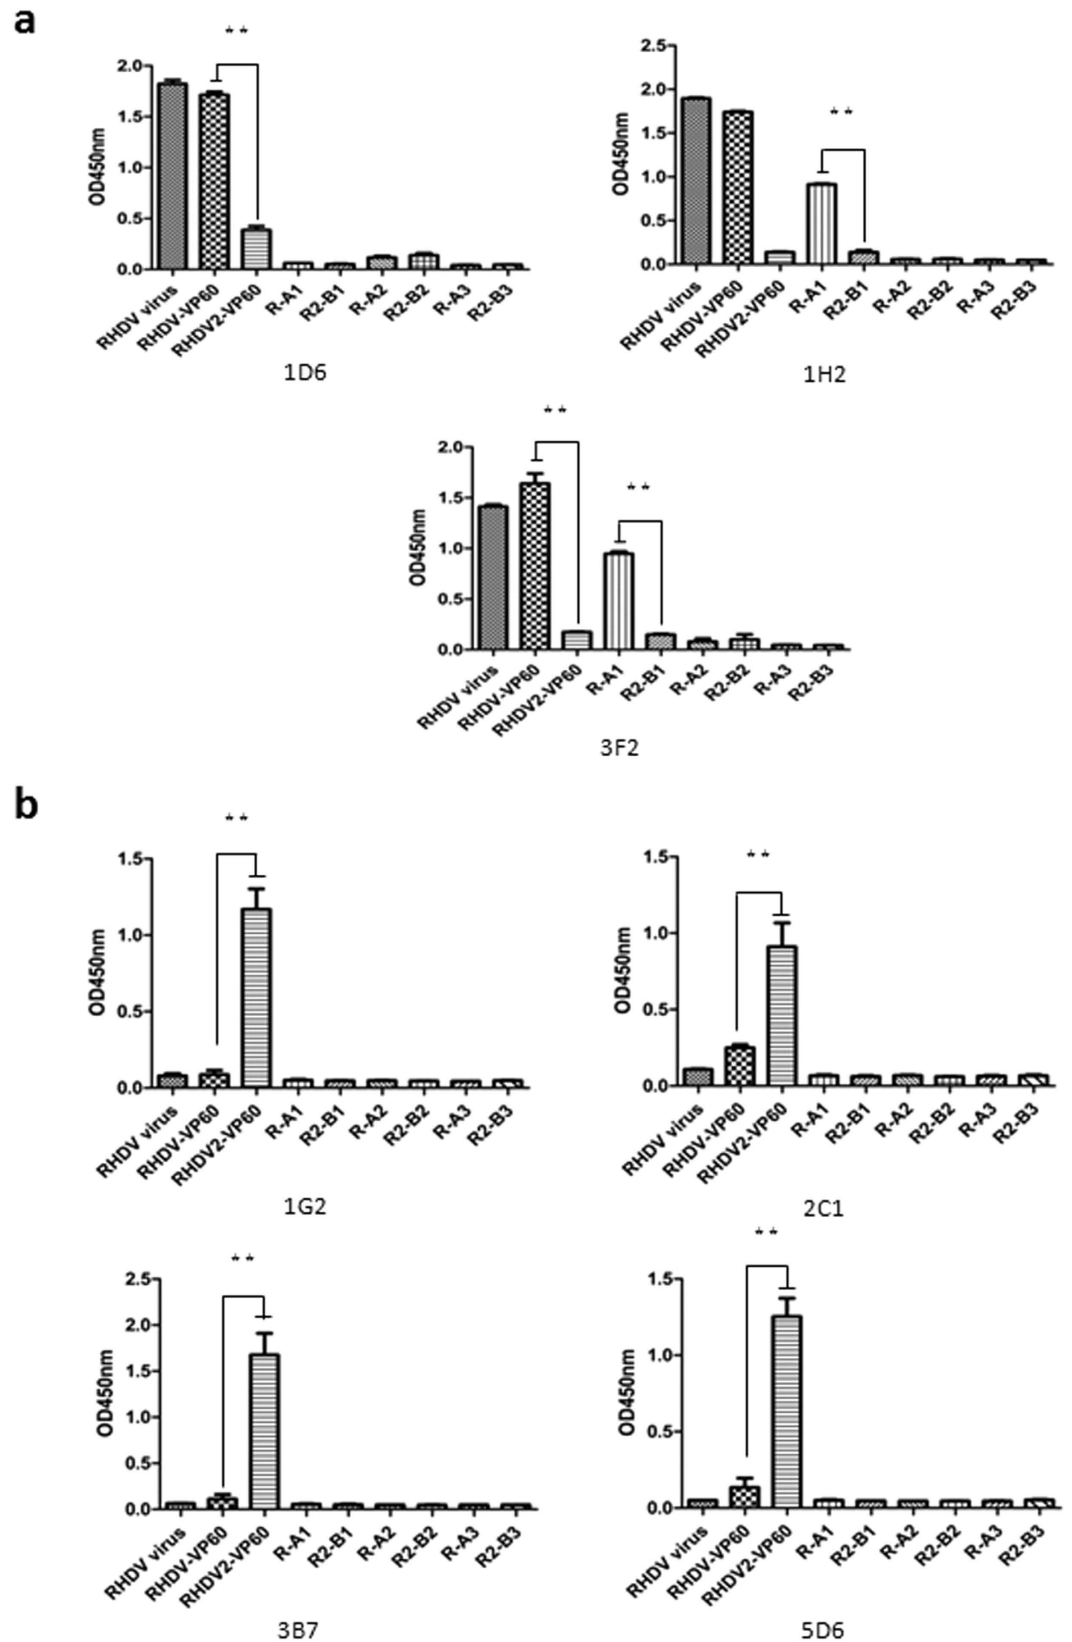 a
**
2.0
1.5
1.0
0.5
0.0
OD450nm
RHDV virus
RHDV-VP60
RHDV2-VP60
R-A1
R2-B1
R-A2
R2-B2
R-A3
R2-B3
1D6
**
2.5
2.0
1.5
1.0
0.5
0.0
OD450nm
RHDV virus
RHDV-VP60
RHDV2-VP60
R-A1
R2-B1
R-A2
R2-B2
R-A3
R2-B3
1H2
**
**
2.0
1.5
1.0
0.5
0.0
OD450nm
RHDV virus
RHDV-VP60
RHDV2-VP60
R-A1
R2-B1
R-A2
R2-B2
R-A3
R2-B3
3F2
b
**
1.5
1.0
0.5
0.0
OD450nm
RHDV virus
RHDV-VP60
RHDV2-VP60
R-A1
R2-B1
R-A2
R2-B2
R-A3
R2-B3
1G2
**
1.5
1.0
0.5
0.0
OD450nm
RHDV virus
RHDV-VP60
RHDV2-VP60
R-A1
R2-B1
R-A2
R2-B2
R-A3
R2-B3
2C1
**
2.5
2.0
1.5
1.0
0.5
0.0
OD450nm
RHDV virus
RHDV-VP60
RHDV2-VP60
R-A1
R2-B1
R-A2
R2-B2
R-A3
R2-B3
3B7
**
1.5
1.0
0.5
0.0
OD450nm
RHDV virus
RHDV-VP60
RHDV2-VP60
R-A1
R2-B1
R-A2
R2-B2
R-A3
R2-B3
5D6